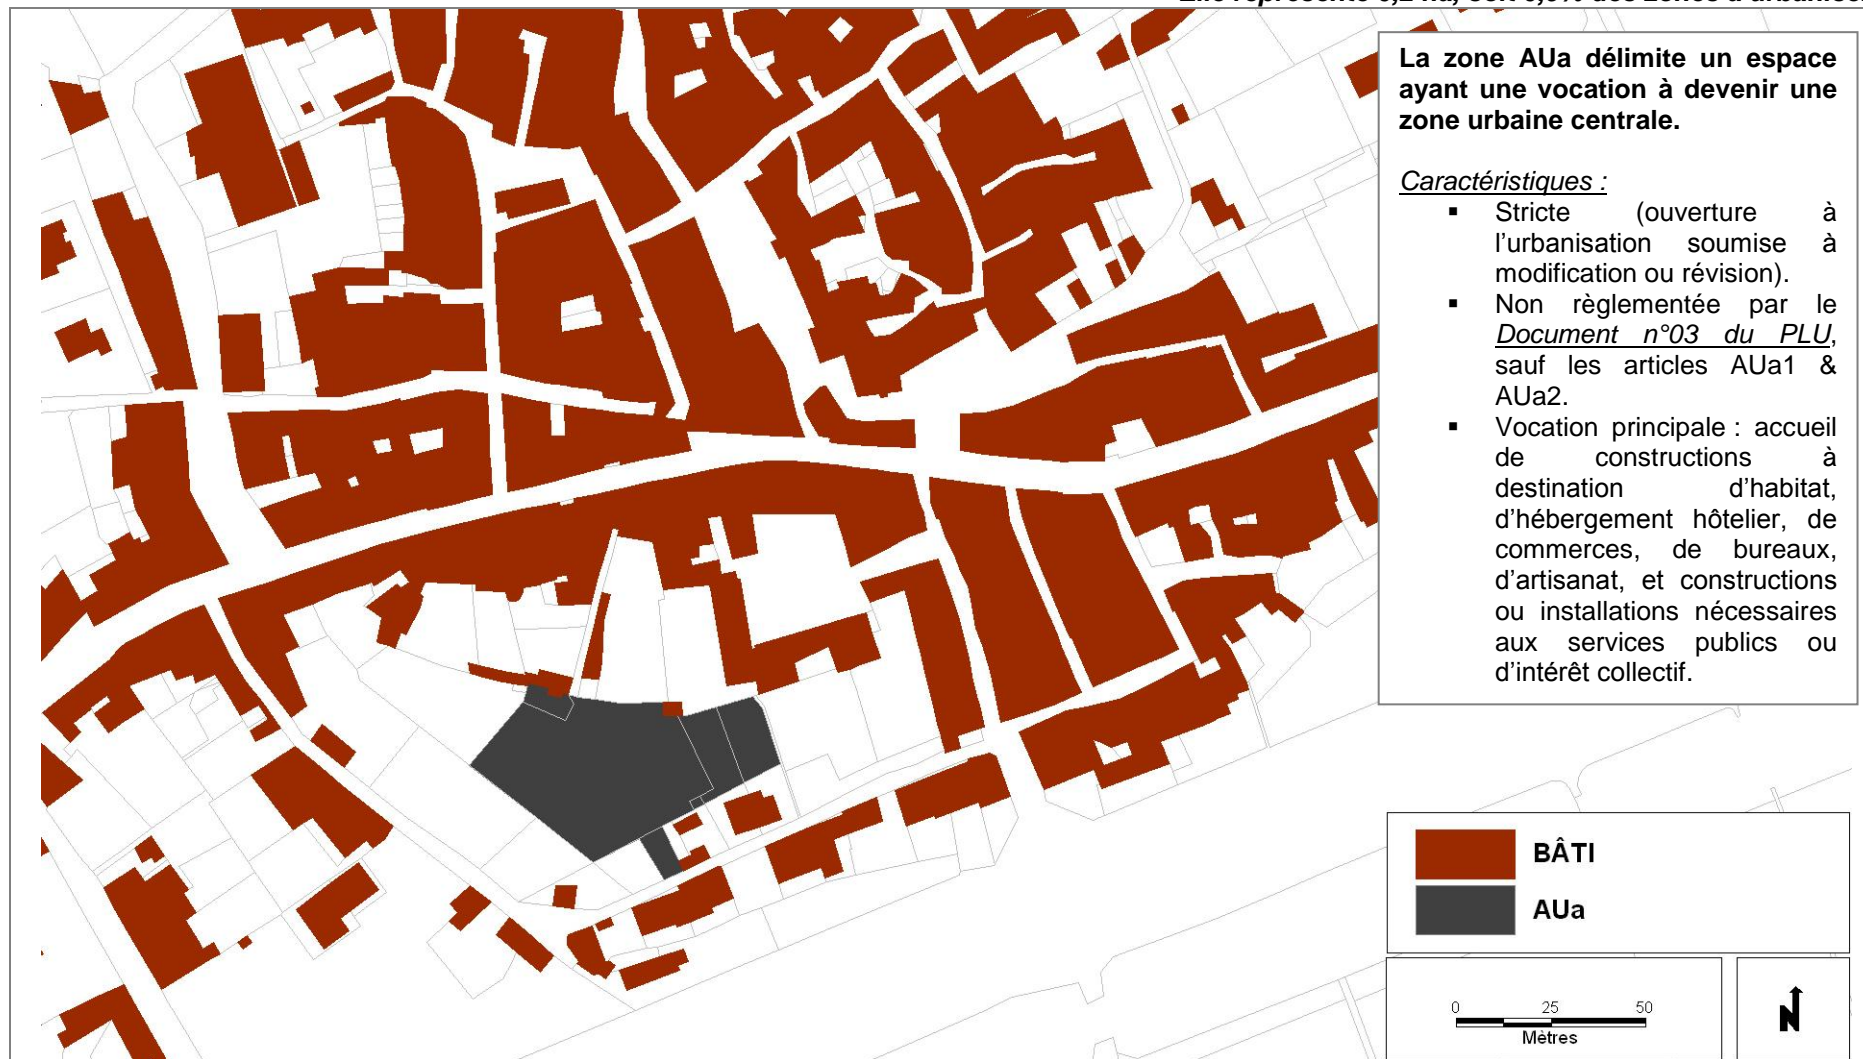 La zone AUa délimite un espace
ayant une vocation à devenir une
zone urbaine centrale.
Caractéristiques :
▪ Stricte (ouverture à
l'urbanisation soumise à
modification ou révision).
▪ Non règlementée par le
Document n°03 du PLU,
sauf les articles AUa1 &
AUa2.
▪ Vocation principale : accueil
de constructions à
destination d'habitat,
d'hébergement hôtelier, de
commerces, de bureaux,
d'artisanat, et constructions
ou installations nécessaires
aux services publics ou
d'intérêt collectif.
BÂTI
AUa
0 25 50
Mètres
N